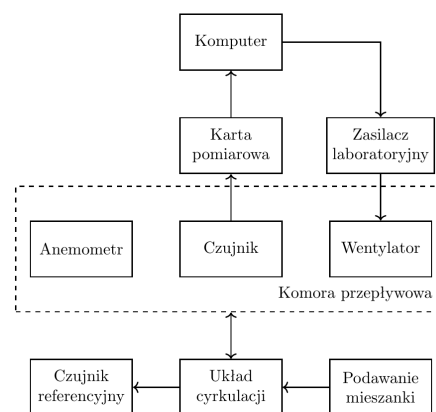 Komputer
Karta
pomiarowa
Zasilacz
laboratoryjny
Anemometr
Czujnik
Wentylator
Komora przepływowa
Czujnik
referencyjny
Układ
cyrkulacji
Podawanie
mieszanki